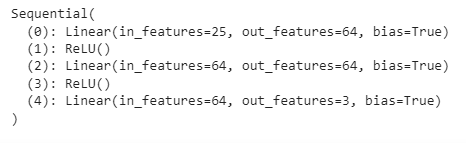 Sequential(
  (0): Linear(in_features=25, out_features=64, bias=True)
  (1): ReLU()
  (2): Linear(in_features=64, out_features=64, bias=True)
  (3): ReLU()
  (4): Linear(in_features=64, out_features=3, bias=True)
)